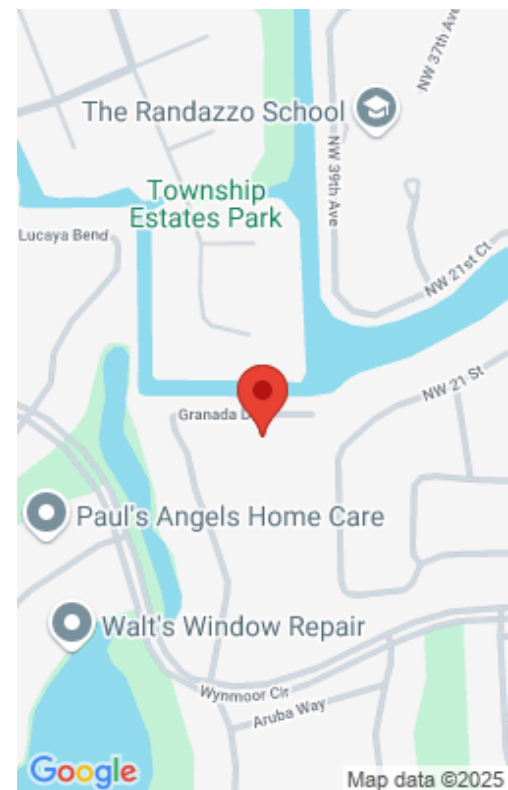 NW 37th Ave
The Randazzo School
NW 39th Ave
Township
Estates Park
Lucaya Bend
NW 21st Ct
NW 21 St
Granada D
Paul's Angels Home Care
Walt's Window Repair
Wynmoor Cir
Aruba Way
Google
Map data ©2025